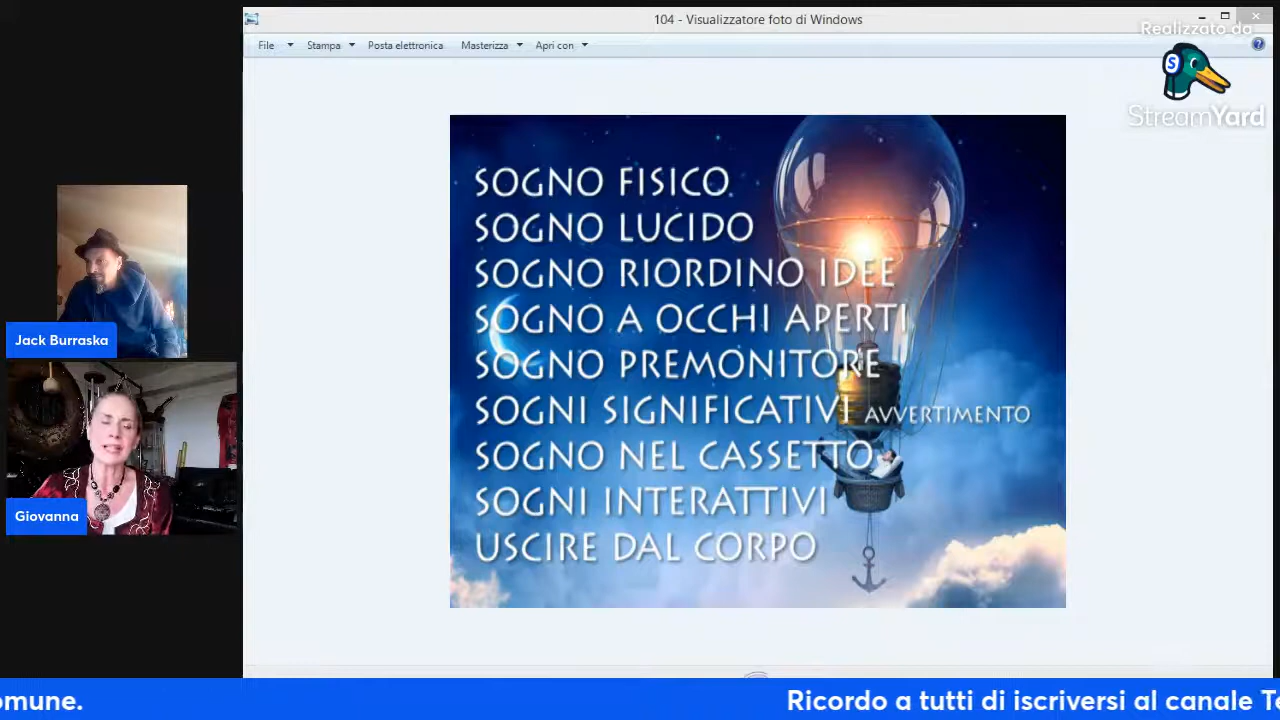 104 - Visualizzatore foto di Windows
File Stampa Posta elettronica Masterizza Apri con
Realizzato da
StreamYard
SOGNO FISICO
SOGNO LUCIDO
SOGNO RIORDINO IDEE
SOGNO A OCCHI APERTI
SOGNO PREMONITORE
SOGNI SIGNIFICATIVI AVVERTIMENTO
SOGNO NEL CASSETTO
SOGNI INTERATTIVI
USCIRE DAL CORPO
Jack Burraska
Giovanna
omune. Ricordo a tutti di iscriversi al canale Te